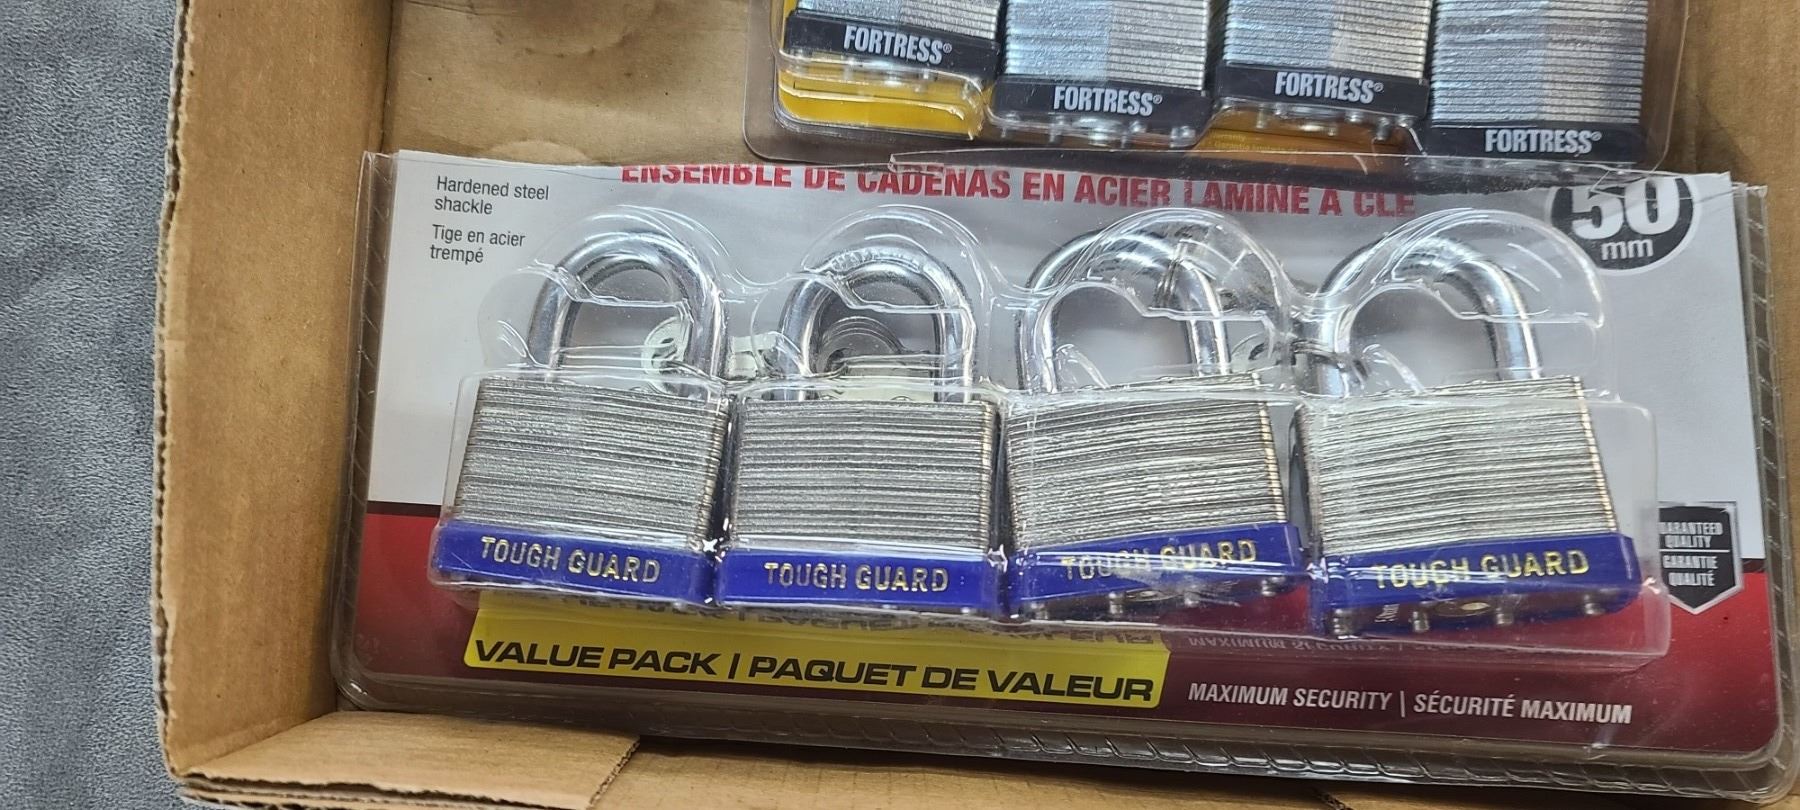 FORTRESS®
FORTRESS®
FORTRESS®
FORTRESS®
Hardened steel
shackle
Tige en acier
trempé
ENSEMBLE DE CADENAS EN ACIER LAMINÉ À CLÉ
50
mm
TOUGH GUARD
TOUGH GUARD
TOUGH GUARD
TOUGH GUARD
GUARANTEED
QUALITY
GARANTIE
QUALITÉ
VALUE PACK | PAQUET DE VALEUR
MAXIMUM SECURITY | SÉCURITÉ MAXIMUM